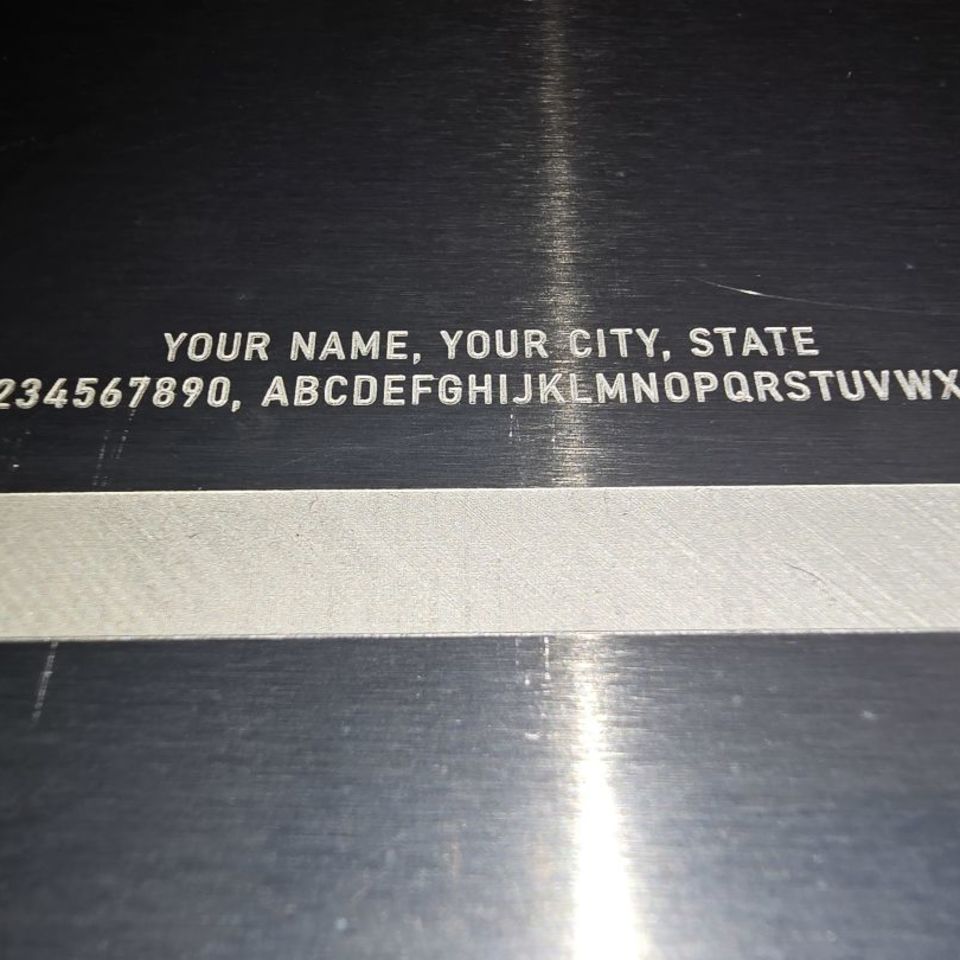 YOUR NAME, YOUR CITY, STATE
234567890, ABCDEFGHIJKLMNOPQRSTUVWX